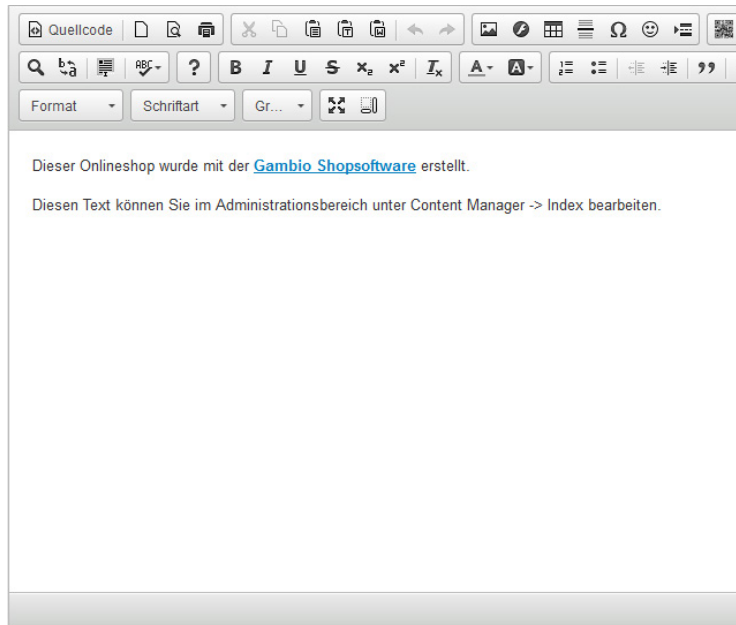 Quellcode
Format Schriftart Gr...
Dieser Onlineshop wurde mit der Gambio Shopsoftware erstellt.
Diesen Text können Sie im Administrationsbereich unter Content Manager -> Index bearbeiten.